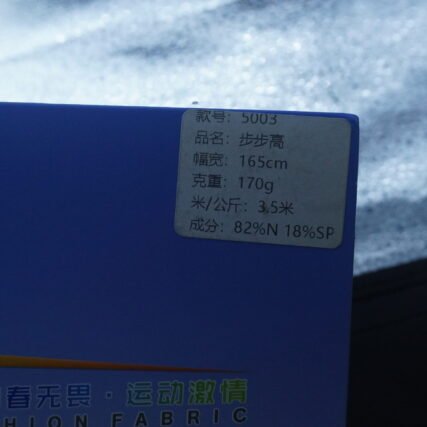 款号: 5003
品名: 步步高
幅宽: 165cm
克重: 170g
米/公斤: 3.5米
成分: 82%N 18%SP
春无畏·运动激情
HION FABRIC